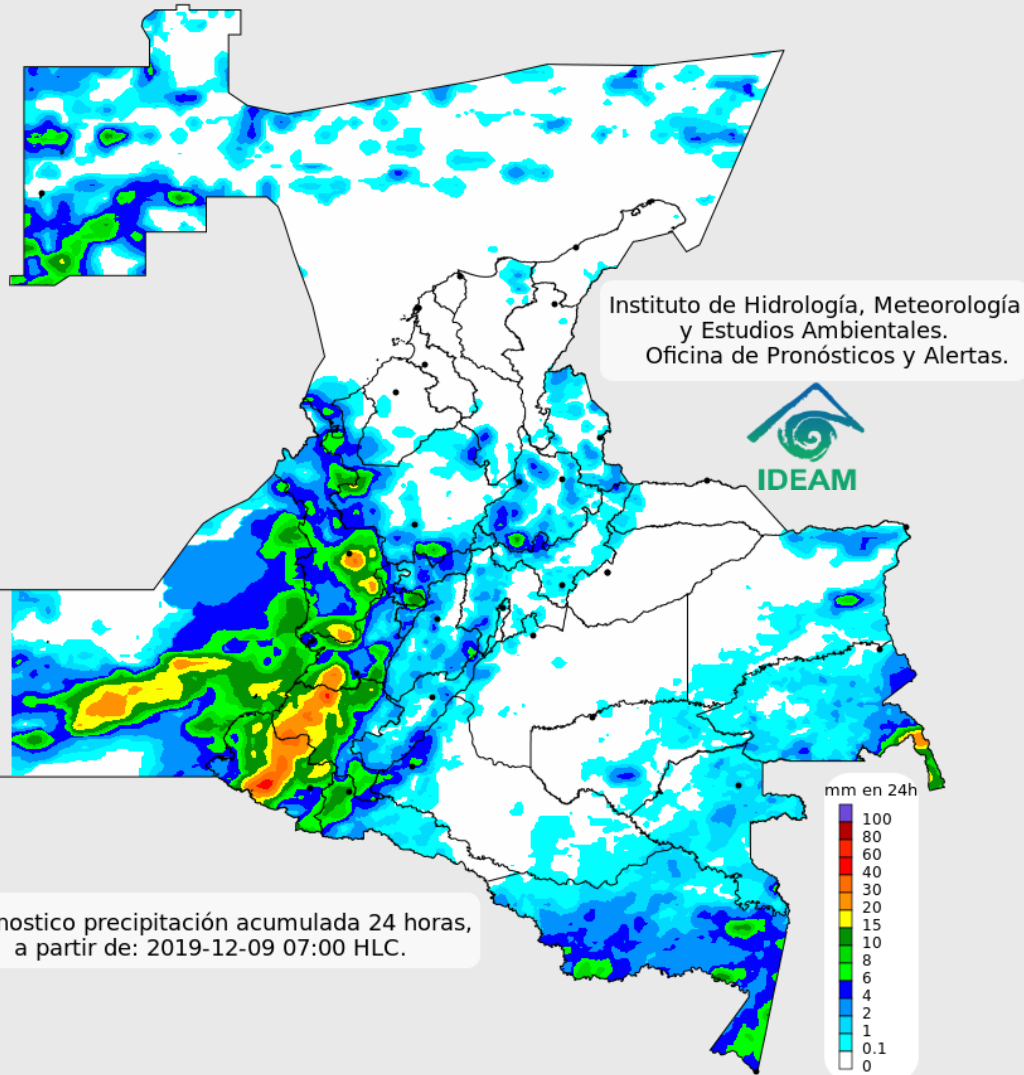 Instituto de Hidrología, Meteorología
y Estudios Ambientales.
Oficina de Pronósticos y Alertas.
IDEAM
mm en 24h
100
80
60
40
30
20
15
10
8
6
4
2
1
0.1
0
nostico precipitación acumulada 24 horas,
a partir de: 2019-12-09 07:00 HLC.